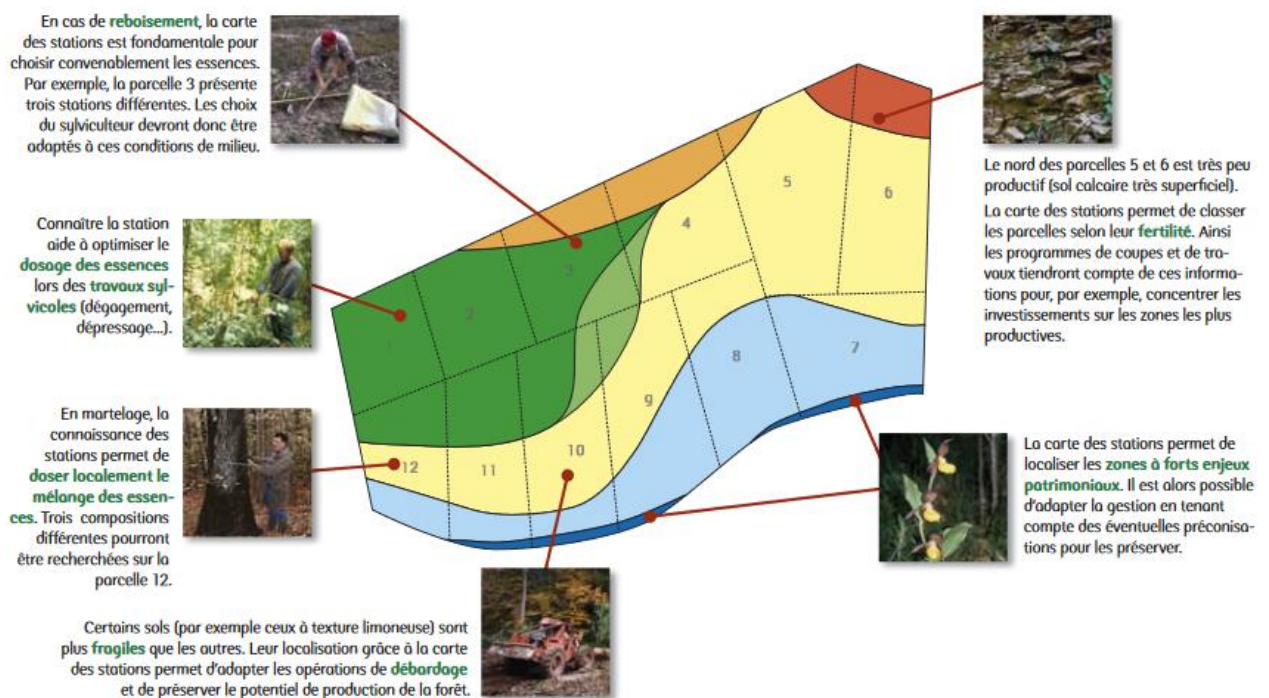 En cas de reboisement, la carte
des stations est fondamentale pour
choisir convenablement les essences.
Par exemple, la parcelle 3 présente
trois stations différentes. Les choix
du sylviculteur devront donc être
adaptés à ces conditions de milieu.
Connaître la station
aide à optimiser le
dosage des essences
lors des travaux syl-
vicoles (dégagement,
dépressage...).
En martelage, la
connaissance des
stations permet de
doser localement le
mélange des essen-
ces. Trois compositions
différentes pourront
être recherchées sur la
parcelle 12.
Certains sols (par exemple ceux à texture limoneuse) sont
plus fragiles que les autres. Leur localisation grâce à la carte
des stations permet d'adapter les opérations de débardage
et de préserver le potentiel de production de la forêt.
1
2
3
4
5
6
7
8
9
10
11
12
Le nord des parcelles 5 et 6 est très peu
productif (sol calcaire très superficiel).
La carte des stations permet de classer
les parcelles selon leur fertilité. Ainsi
les programmes de coupes et de tra-
vaux tiendront compte de ces informa-
tions pour, par exemple, concentrer les
investissements sur les zones les plus
productives.
La carte des stations permet de
localiser les zones à forts enjeux
patrimoniaux. Il est alors possible
d'adapter la gestion en tenant
compte des éventuelles préconisa-
tions pour les préserver.